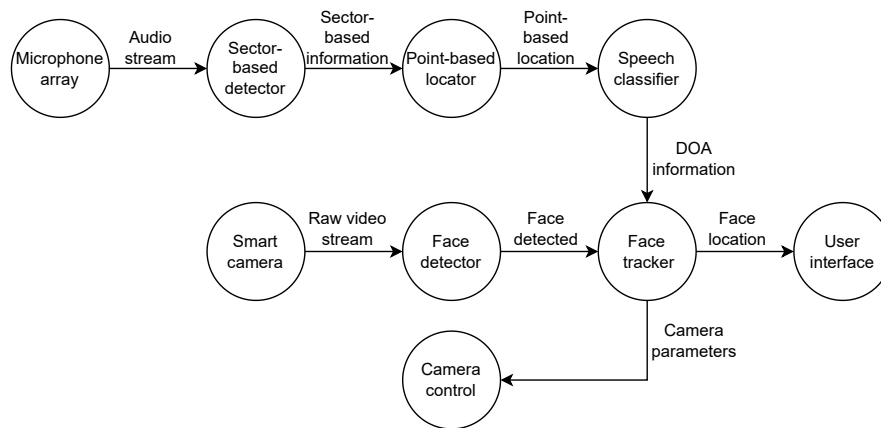 Microphone
array
Audio
stream
Sector-
based
detector
Sector-
based
information
Point-based
locator
Point-
based
location
Speech
classifier
DOA
information
Smart
camera
Raw video
stream
Face
detector
Face
detected
Face
tracker
Face
location
User
interface
Camera
parameters
Camera
control